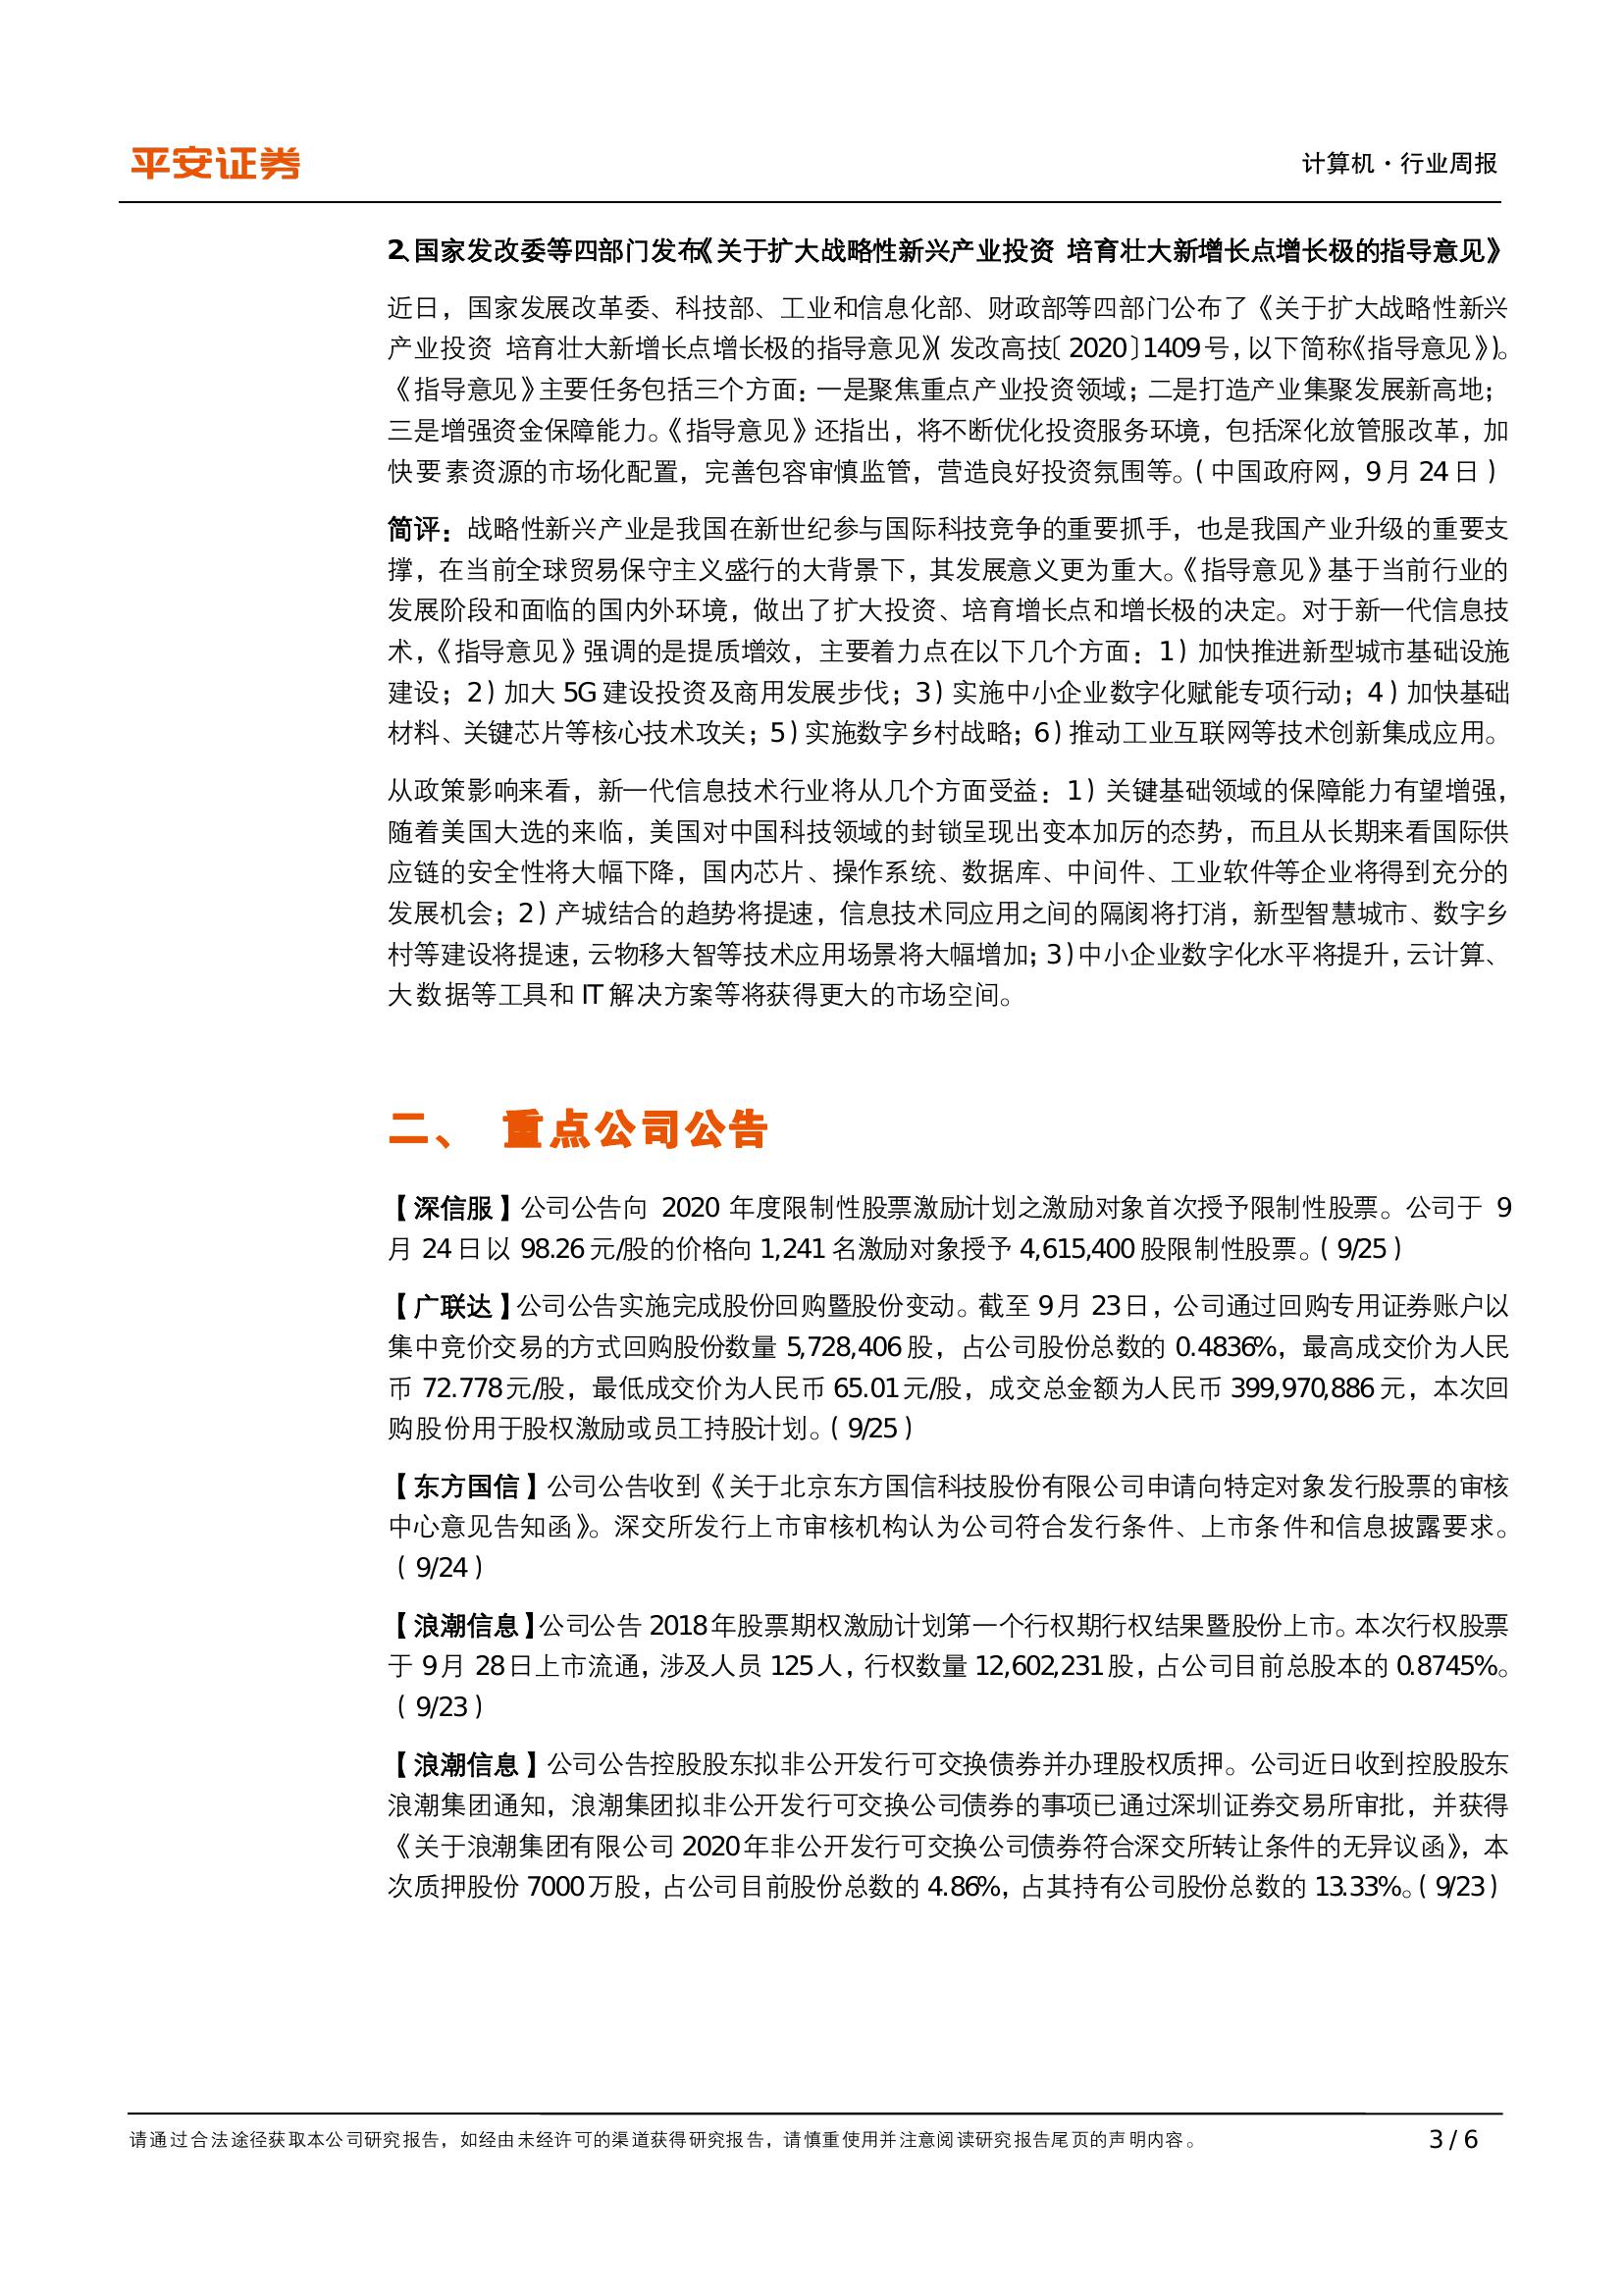 平安证券
计算机·行业周报
2、国家发改委等四部门发布《关于扩大战略性新兴产业投资 培育壮大新增长点增长极的指导意见》
近日，国家发展改革委、科技部、工业和信息化部、财政部等四部门公布了《关于扩大战略性新兴
产业投资 培育壮大新增长点增长极的指导意见》（发改高技〔2020〕1409号，以下简称《指导意见》）。
《指导意见》主要任务包括三个方面：一是聚焦重点产业投资领域；二是打造产业集聚发展新高地；
三是增强资金保障能力。《指导意见》还指出，将不断优化投资服务环境，包括深化放管服改革，加
快要素资源的市场化配置，完善包容审慎监管，营造良好投资氛围等。（中国政府网，9月24日）
简评：战略性新兴产业是我国在新世纪参与国际科技竞争的重要抓手，也是我国产业升级的重要支
撑，在当前全球贸易保守主义盛行的大背景下，其发展意义更为重大。《指导意见》基于当前行业的
发展阶段和面临的国内外环境，做出了扩大投资、培育增长点和增长极的决定。对于新一代信息技
术，《指导意见》强调的是提质增效，主要着力点在以下几个方面：1）加快推进新型城市基础设施
建设；2）加大5G建设投资及商用发展步伐；3）实施中小企业数字化赋能专项行动；4）加快基础
材料、关键芯片等核心技术攻关；5）实施数字乡村战略；6）推动工业互联网等技术创新集成应用。
从政策影响来看，新一代信息技术行业将从几个方面受益：1）关键基础领域的保障能力有望增强，
随着美国大选的来临，美国对中国科技领域的封锁呈现出变本加厉的态势，而且从长期来看国际供
应链的安全性将大幅下降，国内芯片、操作系统、数据库、中间件、工业软件等企业将得到充分的
发展机会；2）产城结合的趋势将提速，信息技术同应用之间的隔阂将打消，新型智慧城市、数字乡
村等建设将提速，云物移大智等技术应用场景将大幅增加；3）中小企业数字化水平将提升，云计算、
大数据等工具和IT解决方案等将获得更大的市场空间。
二、 重点公司公告
【深信服】公司公告向 2020 年度限制性股票激励计划之激励对象首次授予限制性股票。公司于 9
月24日以98.26元/股的价格向1,241名激励对象授予4,615,400股限制性股票。（9/25）
【广联达】公司公告实施完成股份回购暨股份变动。截至9月23日，公司通过回购专用证券账户以
集中竞价交易的方式回购股份数量5,728,406股，占公司股份总数的0.4836%，最高成交价为人民
币72.778元/股，最低成交价为人民币65.01元/股，成交总金额为人民币399,970,886元，本次回
购股份用于股权激励或员工持股计划。（9/25）
【东方国信】公司公告收到《关于北京东方国信科技股份有限公司申请向特定对象发行股票的审核
中心意见告知函》。深交所发行上市审核机构认为公司符合发行条件、上市条件和信息披露要求。
（9/24）
【浪潮信息】公司公告2018年股票期权激励计划第一个行权期行权结果暨股份上市。本次行权股票
于9月28日上市流通，涉及人员125人，行权数量12,602,231股，占公司目前总股本的0.8745%。
（9/23）
【浪潮信息】公司公告控股股东拟非公开发行可交换债券并办理股权质押。公司近日收到控股股东
浪潮集团通知，浪潮集团拟非公开发行可交换公司债券的事项已通过深圳证券交易所审批，并获得
《关于浪潮集团有限公司2020年非公开发行可交换公司债券符合深交所转让条件的无异议函》，本
次质押股份7000万股，占公司目前股份总数的4.86%，占其持有公司股份总数的13.33%。（9/23）
请通过合法途径获取本公司研究报告，如经由未经许可的渠道获得研究报告，请慎重使用并注意阅读研究报告尾页的声明内容。
3 / 6